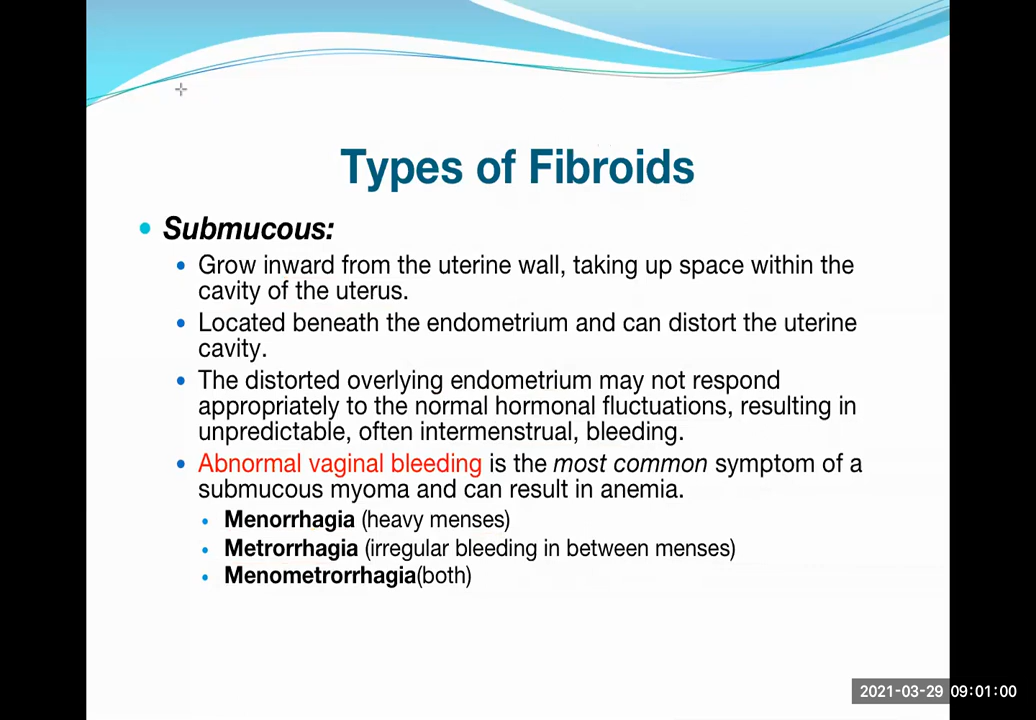 Types of Fibroids
• Submucous:
• Grow inward from the uterine wall, taking up space within the
cavity of the uterus.
• Located beneath the endometrium and can distort the uterine
cavity.
• The distorted overlying endometrium may not respond
appropriately to the normal hormonal fluctuations, resulting in
unpredictable, often intermenstrual, bleeding.
• Abnormal vaginal bleeding is the most common symptom of a
submucous myoma and can result in anemia.
• Menorrhagia (heavy menses)
• Metrorrhagia (irregular bleeding in between menses)
• Menometrorrhagia(both)
2021-03-29 09:01:00